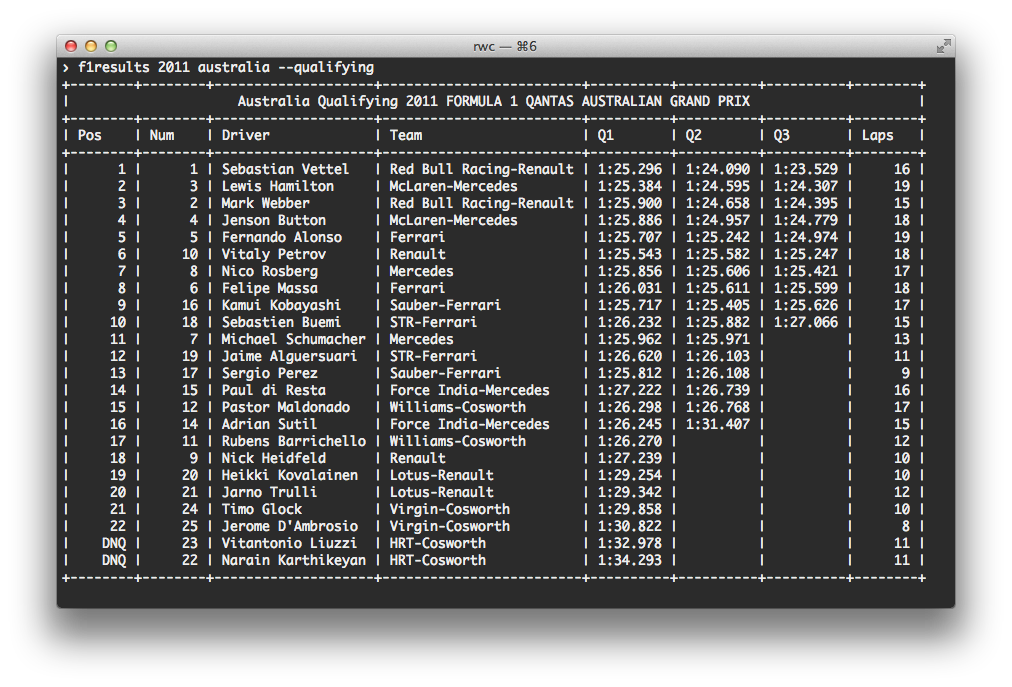 rwc — ⌘6
› f1results 2011 australia --qualifying
+--------+--------+--------------------+-------------------------+----------+----------+----------+--------+
| Australia Qualifying 2011 FORMULA 1 QANTAS AUSTRALIAN GRAND PRIX |
+--------+--------+--------------------+-------------------------+----------+----------+----------+--------+
| Pos | Num | Driver | Team | Q1 | Q2 | Q3 | Laps |
+--------+--------+--------------------+-------------------------+----------+----------+----------+--------+
| 1 | 1 | Sebastian Vettel | Red Bull Racing-Renault | 1:25.296 | 1:24.090 | 1:23.529 | 16 |
| 2 | 3 | Lewis Hamilton | McLaren-Mercedes | 1:25.384 | 1:24.595 | 1:24.307 | 19 |
| 3 | 2 | Mark Webber | Red Bull Racing-Renault | 1:25.900 | 1:24.658 | 1:24.395 | 15 |
| 4 | 4 | Jenson Button | McLaren-Mercedes | 1:25.886 | 1:24.957 | 1:24.779 | 18 |
| 5 | 5 | Fernando Alonso | Ferrari | 1:25.707 | 1:25.242 | 1:24.974 | 19 |
| 6 | 10 | Vitaly Petrov | Renault | 1:25.543 | 1:25.582 | 1:25.247 | 18 |
| 7 | 8 | Nico Rosberg | Mercedes | 1:25.856 | 1:25.606 | 1:25.421 | 17 |
| 8 | 6 | Felipe Massa | Ferrari | 1:26.031 | 1:25.611 | 1:25.599 | 18 |
| 9 | 16 | Kamui Kobayashi | Sauber-Ferrari | 1:25.717 | 1:25.405 | 1:25.626 | 17 |
| 10 | 18 | Sebastien Buemi | STR-Ferrari | 1:26.232 | 1:25.882 | 1:27.066 | 15 |
| 11 | 7 | Michael Schumacher | Mercedes | 1:25.962 | 1:25.971 | | 13 |
| 12 | 19 | Jaime Alguersuari | STR-Ferrari | 1:26.620 | 1:26.103 | | 11 |
| 13 | 17 | Sergio Perez | Sauber-Ferrari | 1:25.812 | 1:26.108 | | 9 |
| 14 | 15 | Paul di Resta | Force India-Mercedes | 1:27.222 | 1:26.739 | | 16 |
| 15 | 12 | Pastor Maldonado | Williams-Cosworth | 1:26.298 | 1:26.768 | | 17 |
| 16 | 14 | Adrian Sutil | Force India-Mercedes | 1:26.245 | 1:31.407 | | 15 |
| 17 | 11 | Rubens Barrichello | Williams-Cosworth | 1:26.270 | | | 12 |
| 18 | 9 | Nick Heidfeld | Renault | 1:27.239 | | | 10 |
| 19 | 20 | Heikki Kovalainen | Lotus-Renault | 1:29.254 | | | 10 |
| 20 | 21 | Jarno Trulli | Lotus-Renault | 1:29.342 | | | 12 |
| 21 | 24 | Timo Glock | Virgin-Cosworth | 1:29.858 | | | 10 |
| 22 | 25 | Jerome D'Ambrosio | Virgin-Cosworth | 1:30.822 | | | 8 |
| DNQ | 23 | Vitantonio Liuzzi | HRT-Cosworth | 1:32.978 | | | 11 |
| DNQ | 22 | Narain Karthikeyan | HRT-Cosworth | 1:34.293 | | | 11 |
+--------+--------+--------------------+-------------------------+----------+----------+----------+--------+